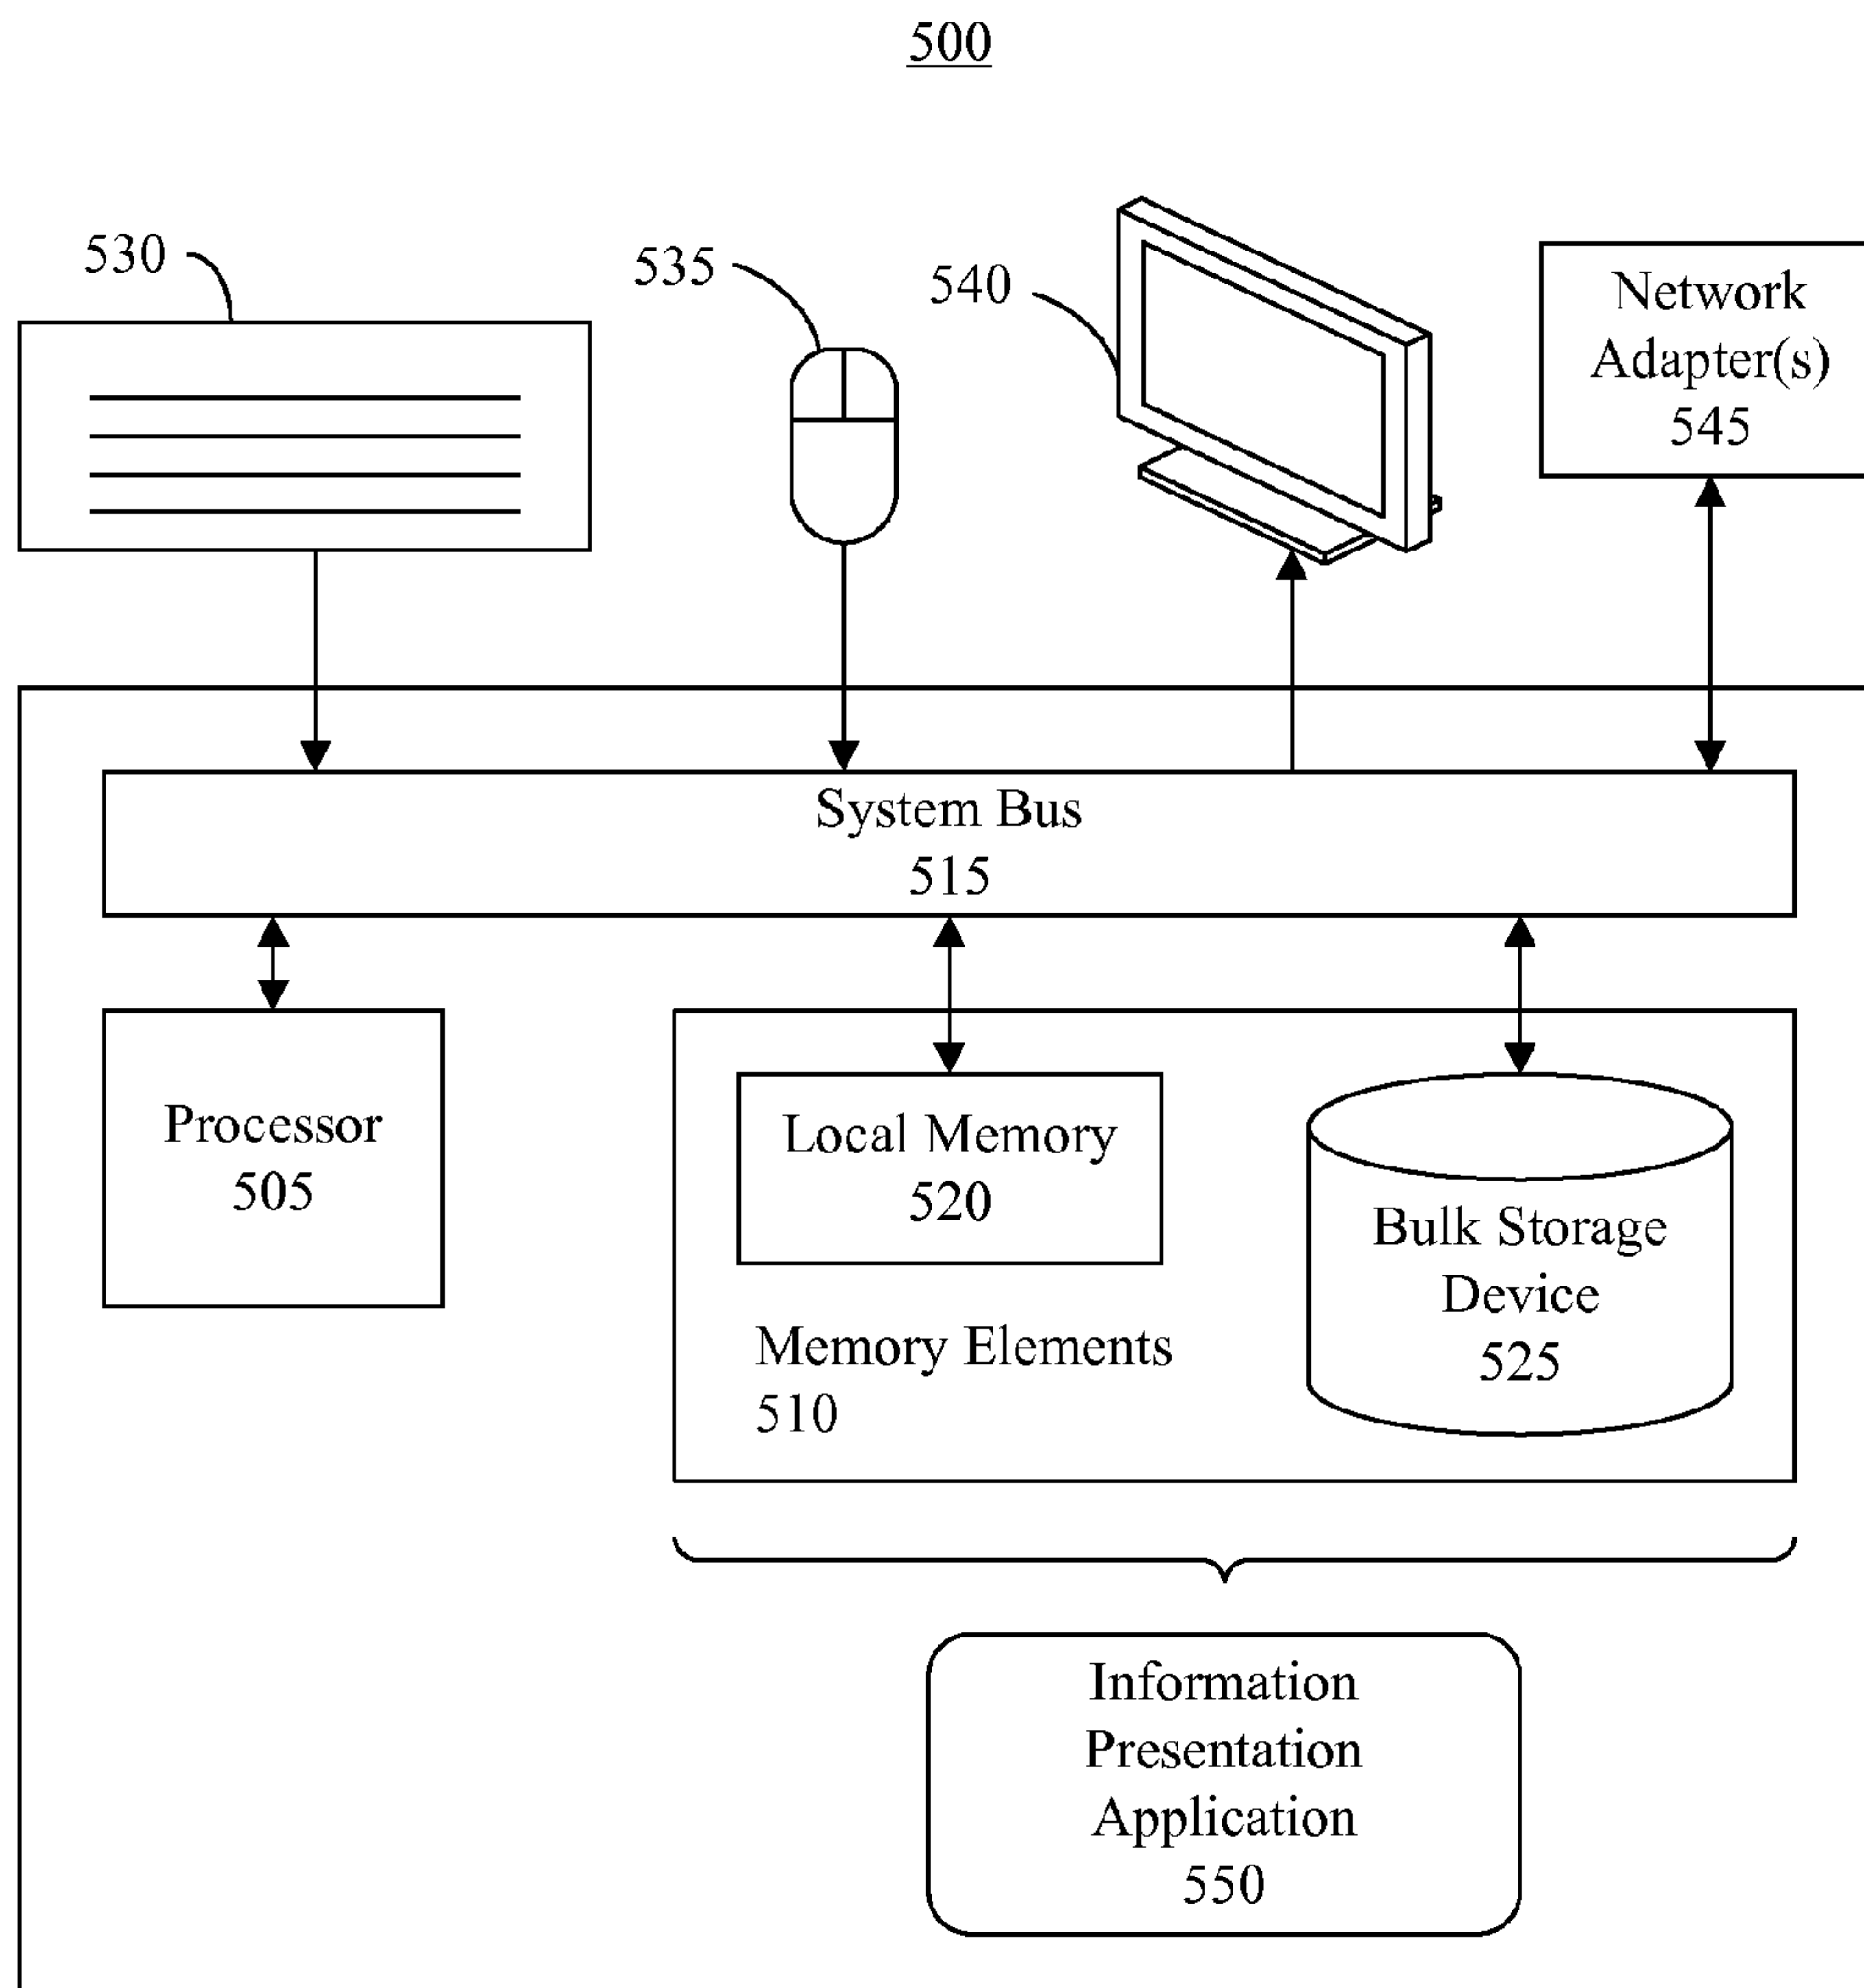 500
530
535
540
Network
Adapter(s)
545
System Bus
515
Processor
505
Local Memory
520
Bulk Storage
Device
525
Memory Elements
510
Information
Presentation
Application
550